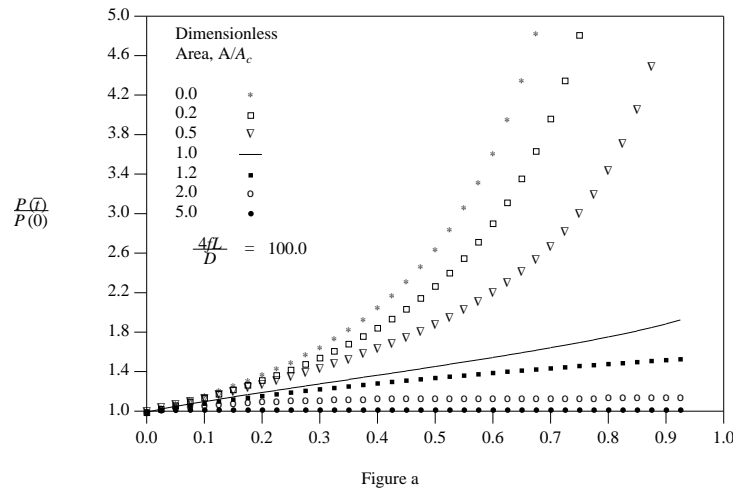 5.0
4.6
4.2
3.8
3.4
3.0
2.6
2.2
1.8
1.4
1.0
P(t̄)
P(0)
Dimensionless
Area, A/A_c
0.0 *
0.2 □
0.5 ▽
1.0 —
1.2 ▪
2.0 o
5.0 ●
4fL
D = 100.0
0.0 0.1 0.2 0.3 0.4 0.5 0.6 0.7 0.8 0.9 1.0
Figure a